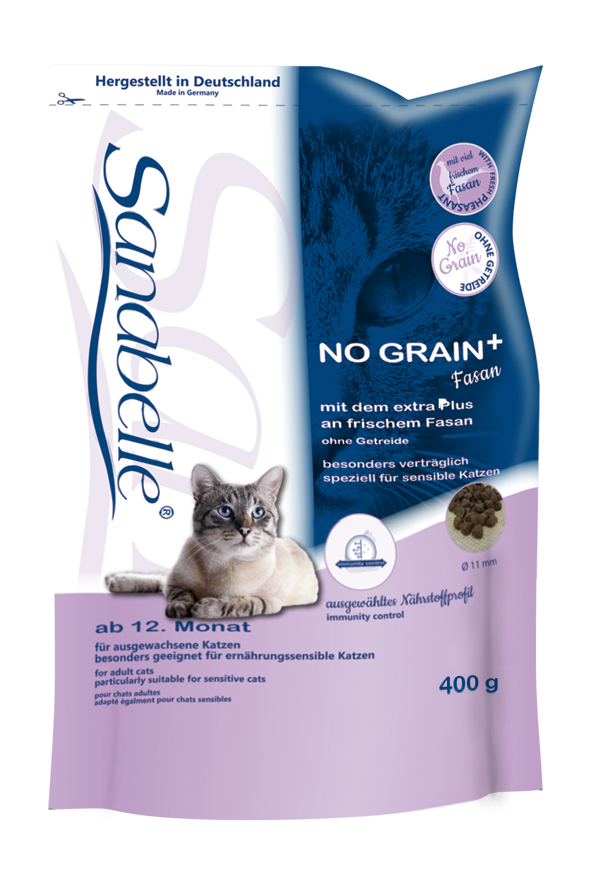 Hergestellt in Deutschland
Made in Germany
Sanabelle®
mit viel
frischem
Fasan
WITH FRESH PHEASANT
No
Grain
OHNE GETREIDE
NO GRAIN+
Fasan
mit dem extra Plus
an frischem Fasan
ohne Getreide
besonders verträglich
speziell für sensible Katzen
immunity control
Ø 11 mm
ausgewähltes Nährstoffprofil
immunity control
ab 12. Monat
für ausgewachsene Katzen
besonders geeignet für ernährungssensible Katzen
for adult cats
particularly suitable for sensitive cats
pour chats adultes
adapté égalment pour chats sensibles
400 g